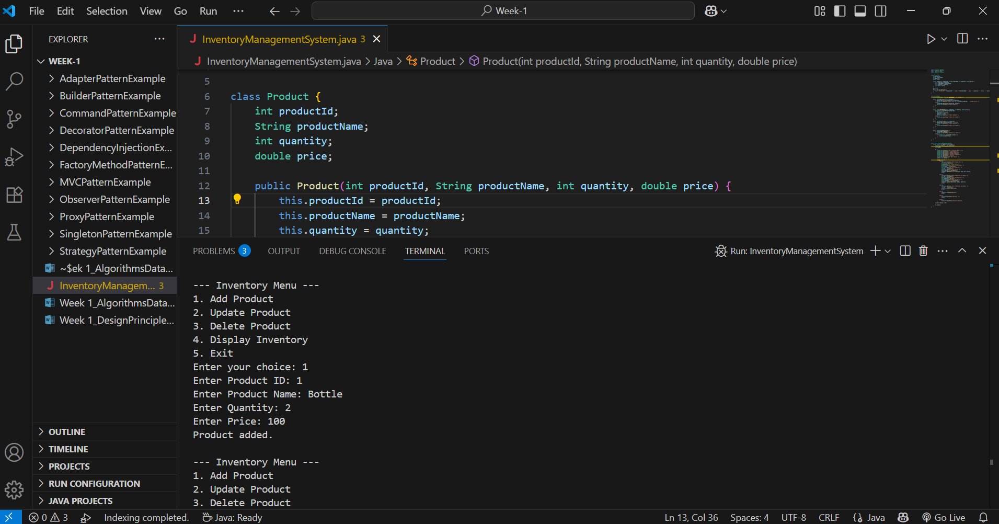 File Edit Selection View Go Run ··· Week-1
EXPLORER ···
WEEK-1
AdapterPatternExample
BuilderPatternExample
CommandPatternExample
DecoratorPatternExample
DependencyInjectionEx...
FactoryMethodPatternE...
MVCPatternExample
ObserverPatternExample
ProxyPatternExample
SingletonPatternExample
StrategyPatternExample
~$ek 1_AlgorithmsData...
InventoryManagem... 3
Week 1_AlgorithmsData...
Week 1_DesignPrinciple...
OUTLINE
TIMELINE
PROJECTS
RUN CONFIGURATION
JAVA PROJECTS
J InventoryManagementSystem.java 3
J InventoryManagementSystem.java > Java > Product > Product(int productId, String productName, int quantity, double price)
5
6 class Product {
7 int productId;
8 String productName;
9 int quantity;
10 double price;
11
12 public Product(int productId, String productName, int quantity, double price) {
13 this.productId = productId;
14 this.productName = productName;
15 this.quantity = quantity;
PROBLEMS 3 OUTPUT DEBUG CONSOLE TERMINAL PORTS Run: InventoryManagementSystem
--- Inventory Menu ---
1. Add Product
2. Update Product
3. Delete Product
4. Display Inventory
5. Exit
Enter your choice: 1
Enter Product ID: 1
Enter Product Name: Bottle
Enter Quantity: 2
Enter Price: 100
Product added.
--- Inventory Menu ---
1. Add Product
2. Update Product
3. Delete Product
0 3 Indexing completed. Java: Ready Ln 13, Col 36 Spaces: 4 UTF-8 CRLF Java Go Live